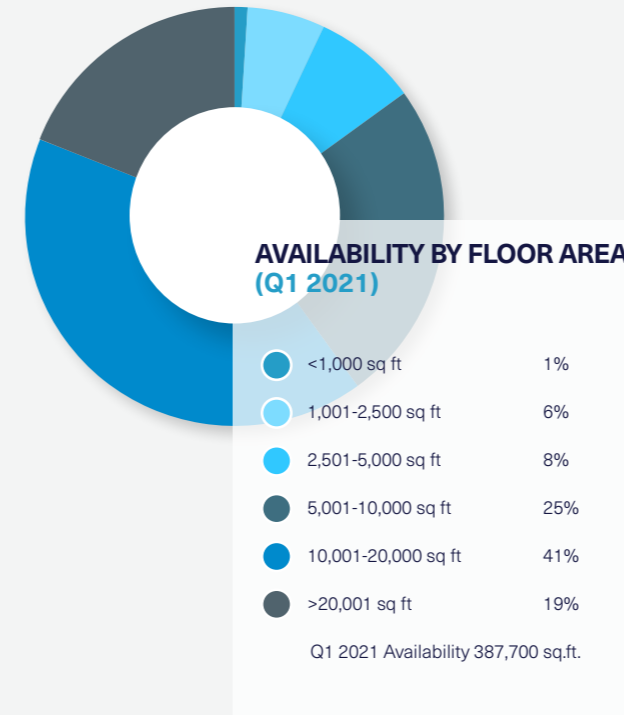 AVAILABILITY BY FLOOR AREA
(Q1 2021)
<1,000 sq ft 1%
1,001-2,500 sq ft 6%
2,501-5,000 sq ft 8%
5,001-10,000 sq ft 25%
10,001-20,000 sq ft 41%
>20,001 sq ft 19%
Q1 2021 Availability 387,700 sq.ft.